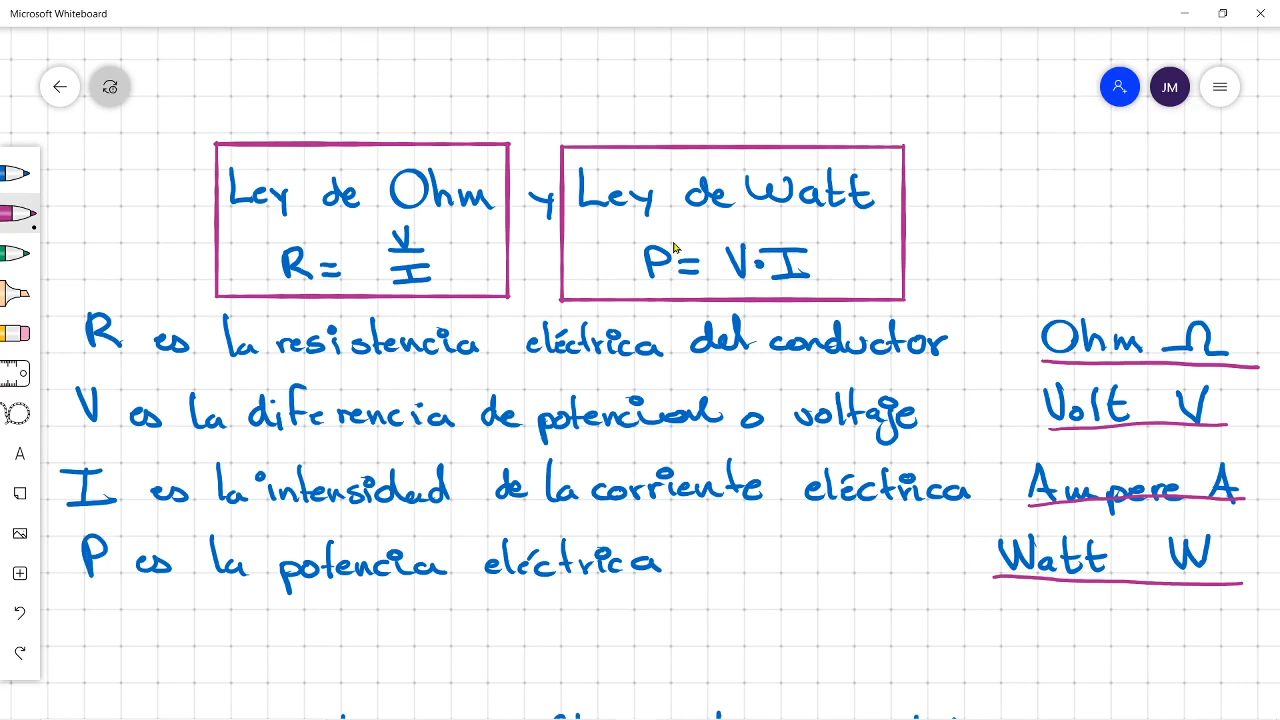 Microsoft Whiteboard
JM
Ley de Ohm y Ley de Watt
R = V/I P = V·I
R es la resistencia eléctrica del conductor Ohm Ω
V es la diferencia de potencial o voltaje Volt V
I es la intensidad de la corriente eléctrica Ampere A
P es la potencia eléctrica Watt W
A